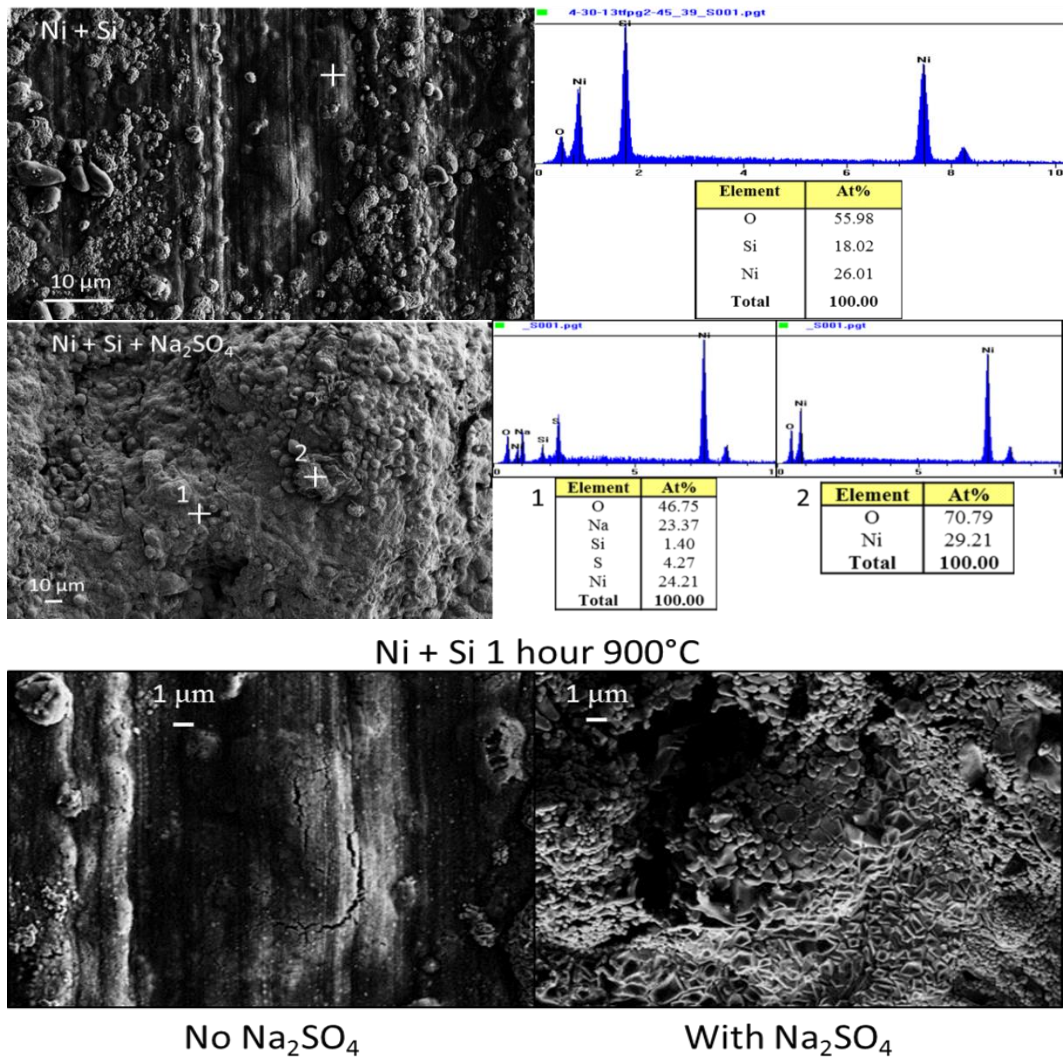 Ni + Si
10 µm
4-30-13tfpg2-45_39_S001.pgt
Si
Ni
Ni
O
0 2 4 6 8 10
Element At%
O 55.98
Si 18.02
Ni 26.01
Total 100.00
Ni + Si + Na₂SO₄
1
2
10 µm
_S001.pgt
Ni
S
O
Na
Si
0 5
1
Element At%
O 46.75
Na 23.37
Si 1.40
S 4.27
Ni 24.21
Total 100.00
_S001.pgt
Ni
Ni
O
5
2
Element At%
O 70.79
Ni 29.21
Total 100.00
Ni + Si 1 hour 900°C
1 µm
1 µm
No Na₂SO₄
With Na₂SO₄